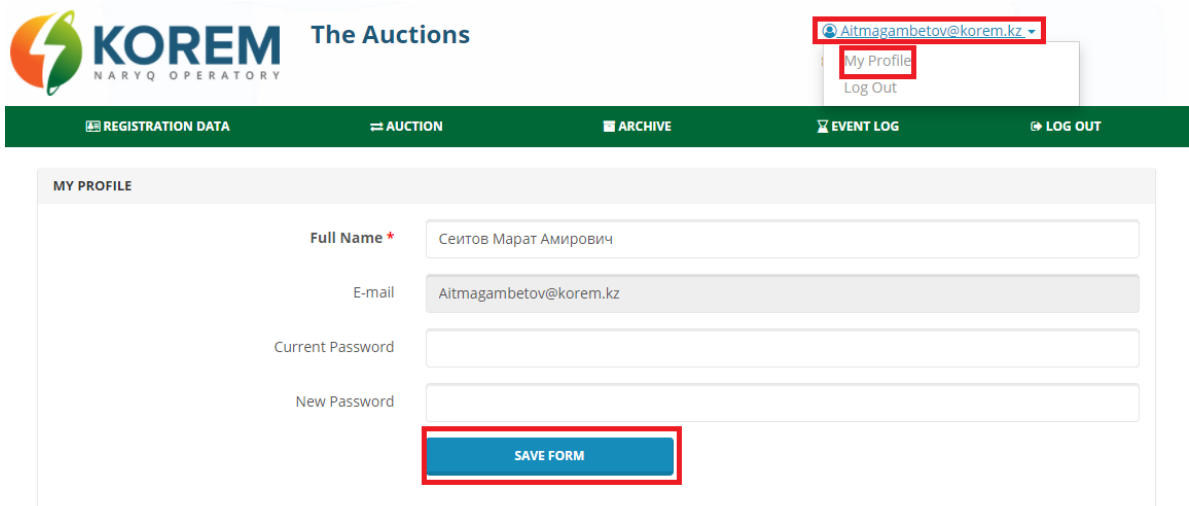 KOREM
NARYQ OPERATORY
The Auctions
Aitmagambetov@korem.kz
My Profile
Log Out
REGISTRATION DATA
AUCTION
ARCHIVE
EVENT LOG
LOG OUT
MY PROFILE
Full Name * Сеитов Марат Амирович
E-mail Aitmagambetov@korem.kz
Current Password
New Password
SAVE FORM